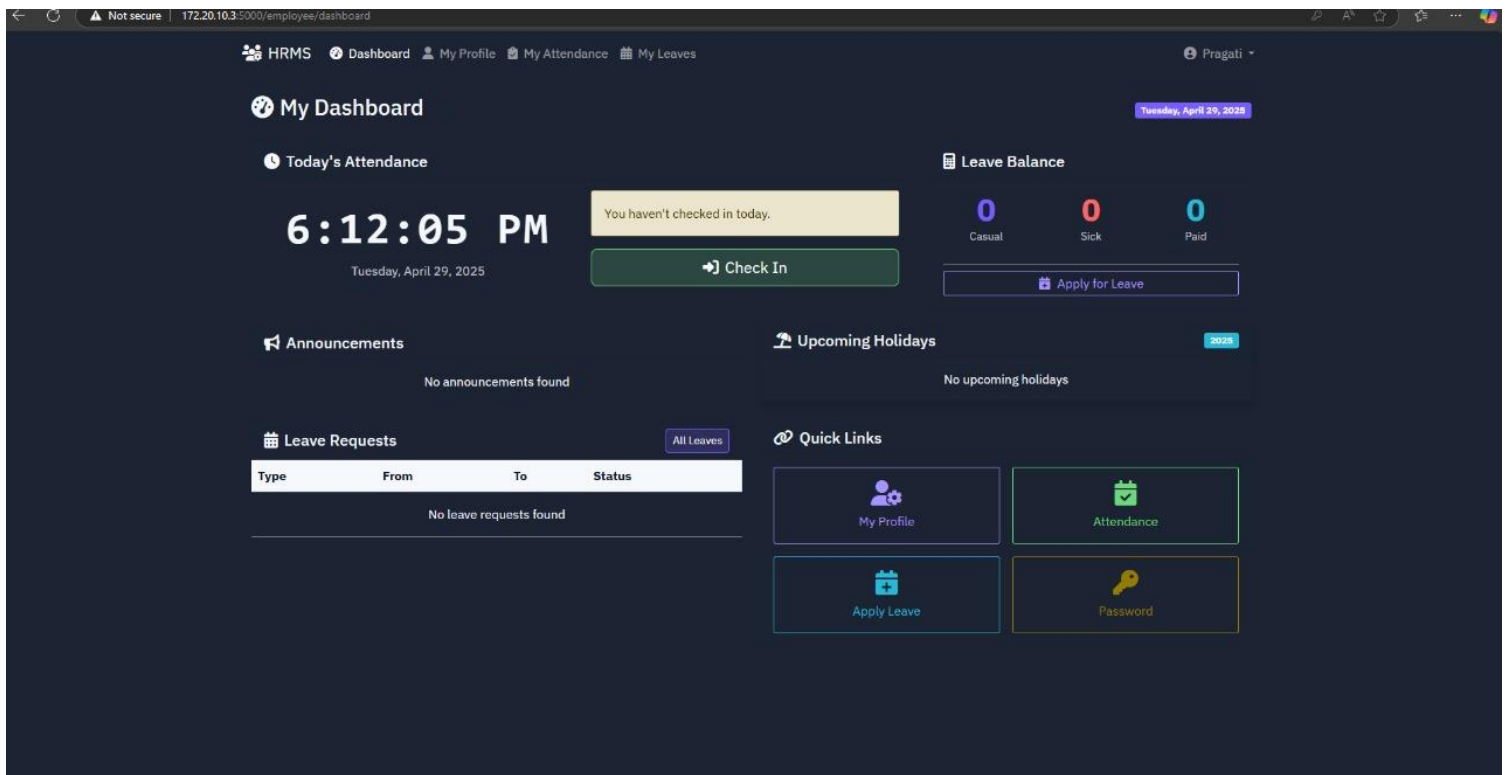 Not secure 172.20.10.3:5000/employee/dashboard
HRMS Dashboard My Profile My Attendance My Leaves Pragati
My Dashboard
Tuesday, April 29, 2025
Today's Attendance
6:12:05 PM
Tuesday, April 29, 2025
You haven't checked in today.
Check In
Leave Balance
0 0 0
Casual Sick Paid
Apply for Leave
Announcements
No announcements found
Upcoming Holidays 2025
No upcoming holidays
Leave Requests All Leaves
Type From To Status
No leave requests found
Quick Links
My Profile Attendance
Apply Leave Password